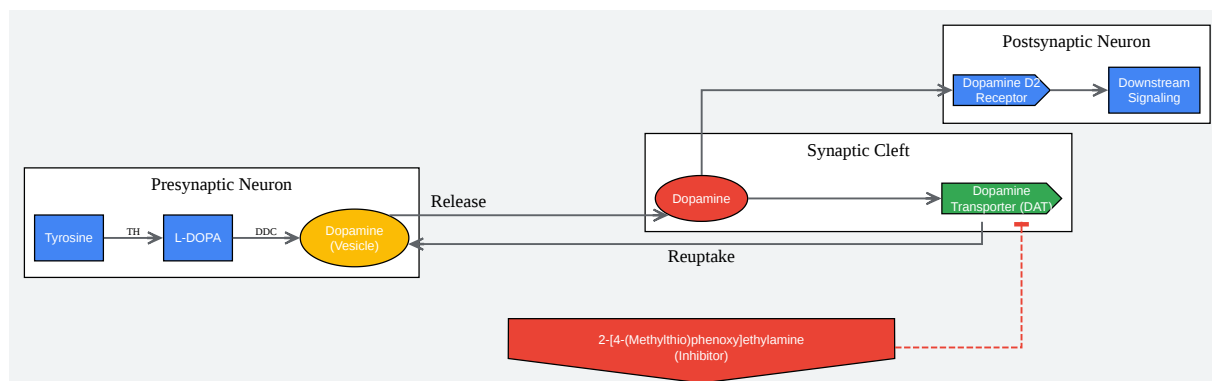 Postsynaptic Neuron
Dopamine D2
Receptor
Downstream
Signaling
Synaptic Cleft
Dopamine
Dopamine
Transporter (DAT)
Presynaptic Neuron
Tyrosine
TH
L-DOPA
DDC
Dopamine
(Vesicle)
Release
Reuptake
2-[4-(Methylthio)phenoxy]ethylamine
(Inhibitor)